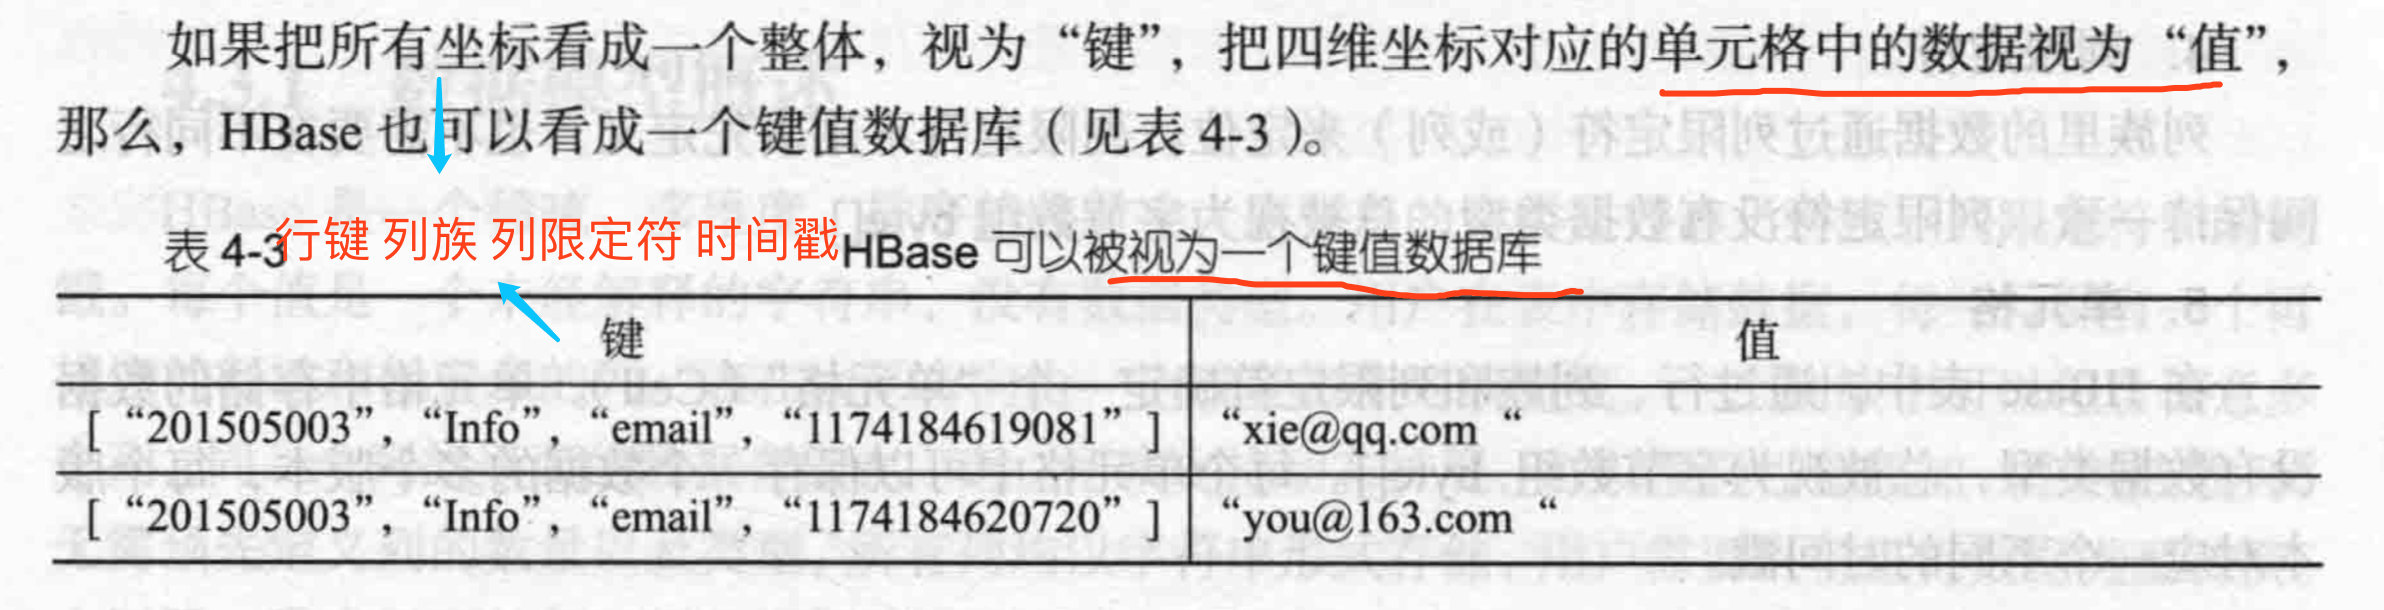 如果把所有坐标看成一个整体，视为“键”，把四维坐标对应的单元格中的数据视为“值”，
那么，HBase 也可以看成一个键值数据库（见表 4-3）。
表 4-3 行键 列族 列限定符 时间戳 HBase 可以被视为一个键值数据库
键 值
[ “201505003”, “Info”, “email”, “1174184619081” ] “xie@qq.com “
[ “201505003”, “Info”, “email”, “1174184620720” ] “you@163.com “